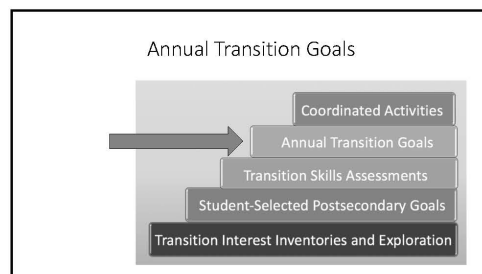 Annual Transition Goals
Coordinated Activities
Annual Transition Goals
Transition Skills Assessments
Student-Selected Postsecondary Goals
Transition Interest Inventories and Exploration